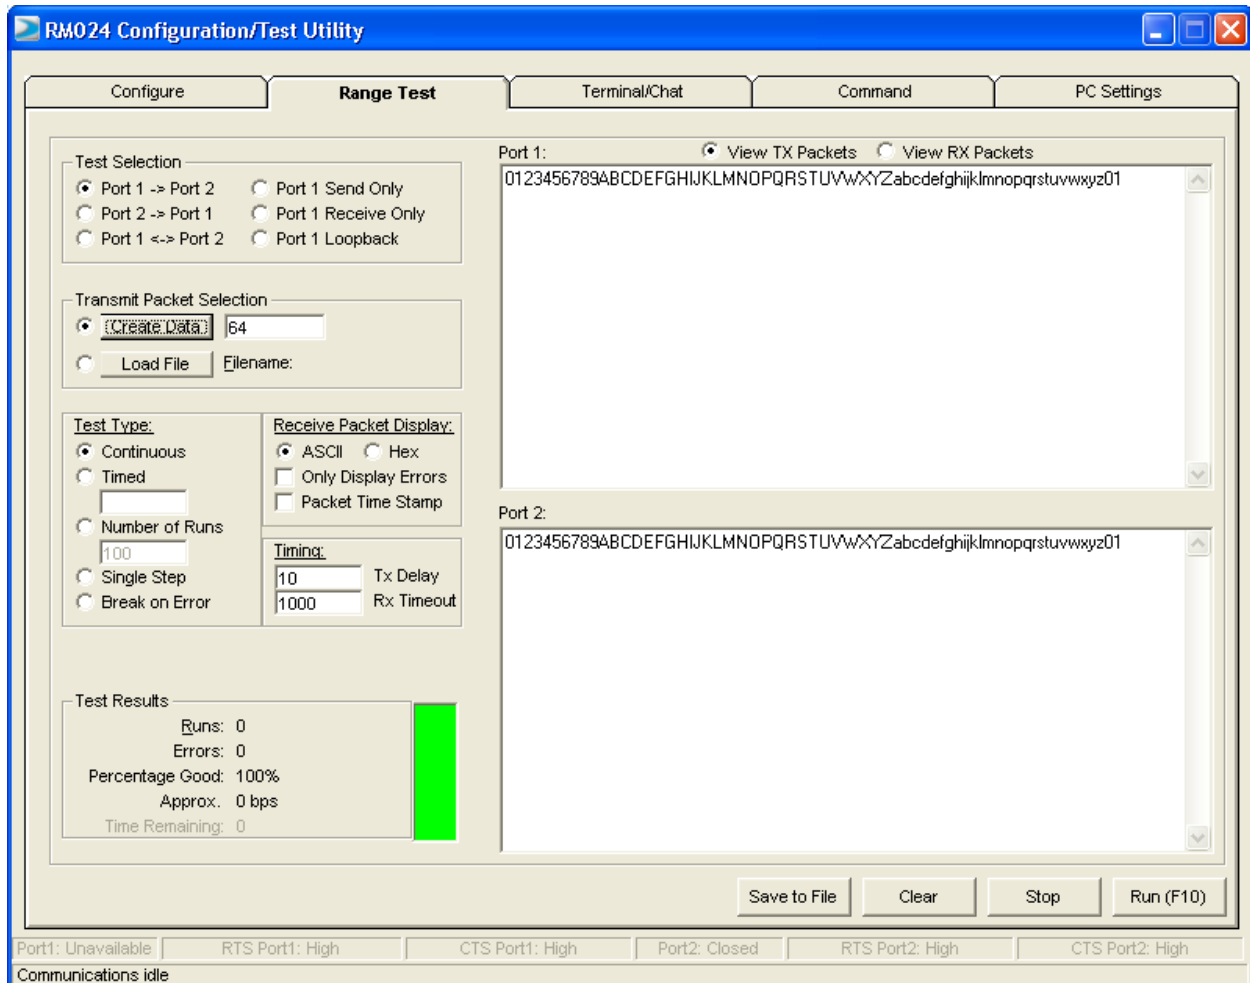 RM024 Configuration/Test Utility
Configure
Range Test
Terminal/Chat
Command
PC Settings
Test Selection
Port 1 -> Port 2
Port 1 Send Only
Port 2 -> Port 1
Port 1 Receive Only
Port 1 <-> Port 2
Port 1 Loopback
Transmit Packet Selection
Create Data
64
Load File
Filename:
Test Type:
Continuous
Timed
Number of Runs
100
Single Step
Break on Error
Receive Packet Display:
ASCII
Hex
Only Display Errors
Packet Time Stamp
Timing:
10 Tx Delay
1000 Rx Timeout
Test Results
Runs: 0
Errors: 0
Percentage Good: 100%
Approx. 0 bps
Time Remaining: 0
Port 1:
View TX Packets
View RX Packets
0123456789ABCDEFGHIJKLMNOPQRSTUVWXYZabcdefghijklmnopqrstuvwxyz01
Port 2:
0123456789ABCDEFGHIJKLMNOPQRSTUVWXYZabcdefghijklmnopqrstuvwxyz01
Save to File
Clear
Stop
Run (F10)
Port1: Unavailable
RTS Port1: High
CTS Port1: High
Port2: Closed
RTS Port2: High
CTS Port2: High
Communications idle